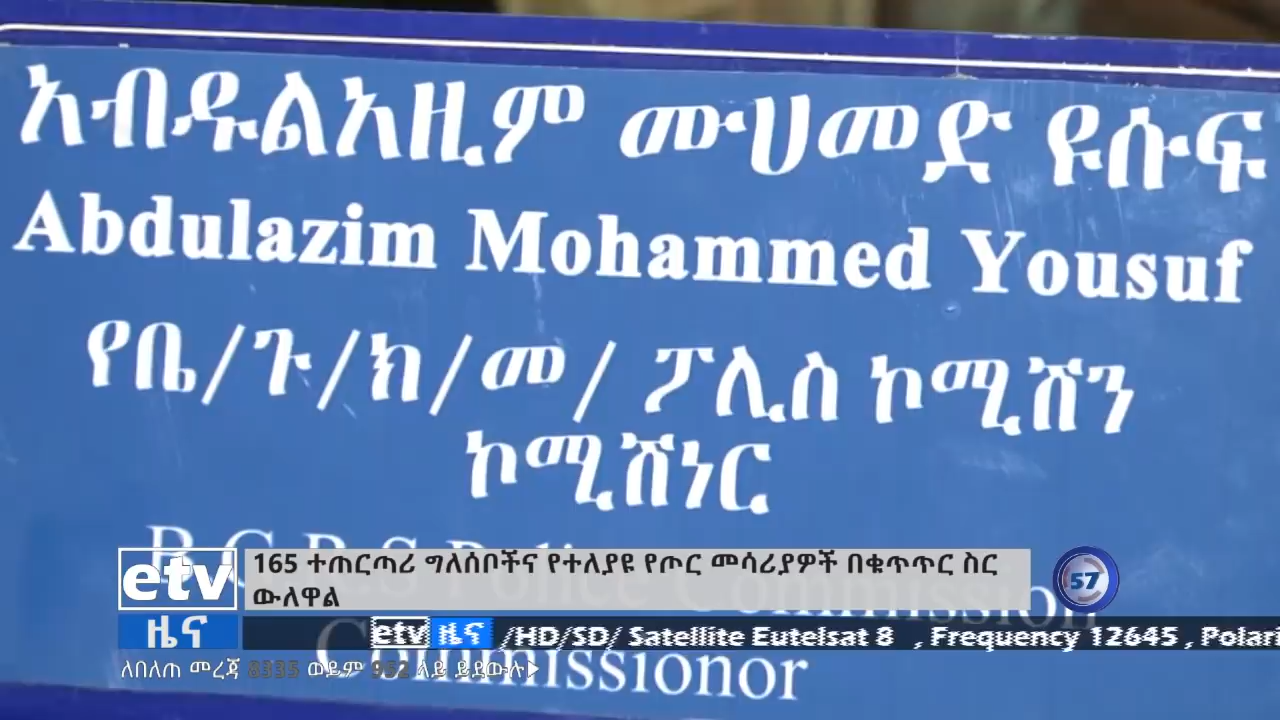 አብዱልአዚም ሙሀመድ ዩሱፍ
Abdulazim Mohammed Yousuf
የቤ/ጉ/ክ/መ/ ፖሊስ ኮሚሽን
ኮሚሽነር
B.G.R.S Police Commission
Commissionor
etv
165 ተጠርጣሪ ግለሰቦችና የተለያዩ የጦር መሳሪያዎች በቁጥጥር ስር
ውለዋል
57
ዜና
etv ዜና /HD/SD/ Satellite Eutelsat 8 , Frequency 12645 , Polari
ለበለጠ መረጃ 8335 ወይም 952 ላይ ይደውሉ